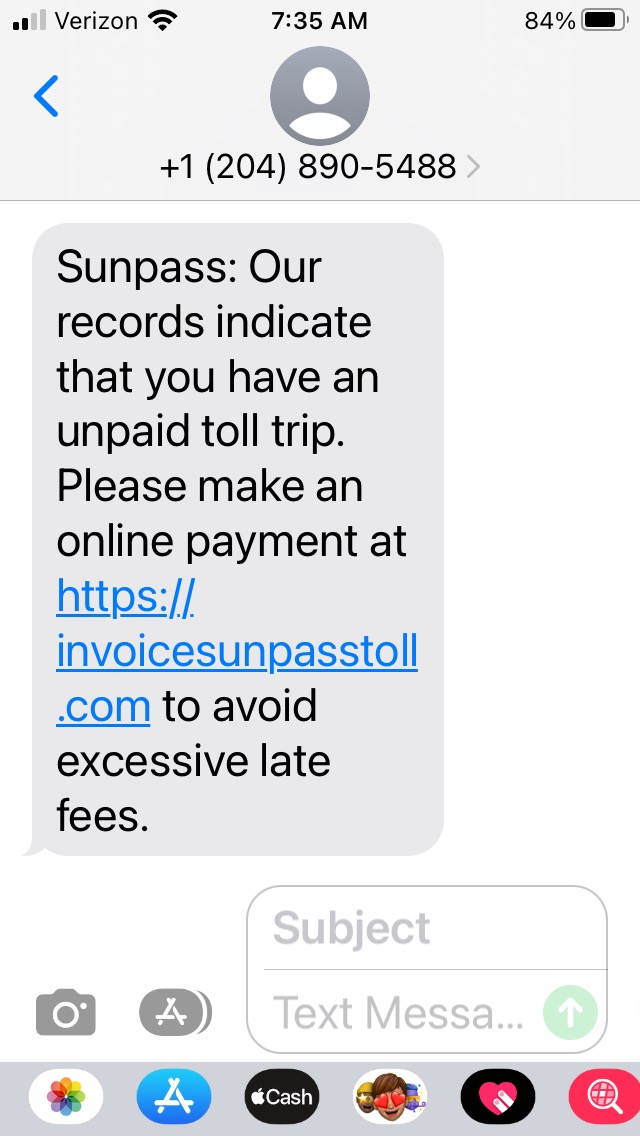 Verizon 7:35 AM 84%
+1 (204) 890-5488
Sunpass: Our
records indicate
that you have an
unpaid toll trip.
Please make an
online payment at
https://
invoicesunpasstoll
.com to avoid
excessive late
fees.
Subject
Text Messa...
Cash